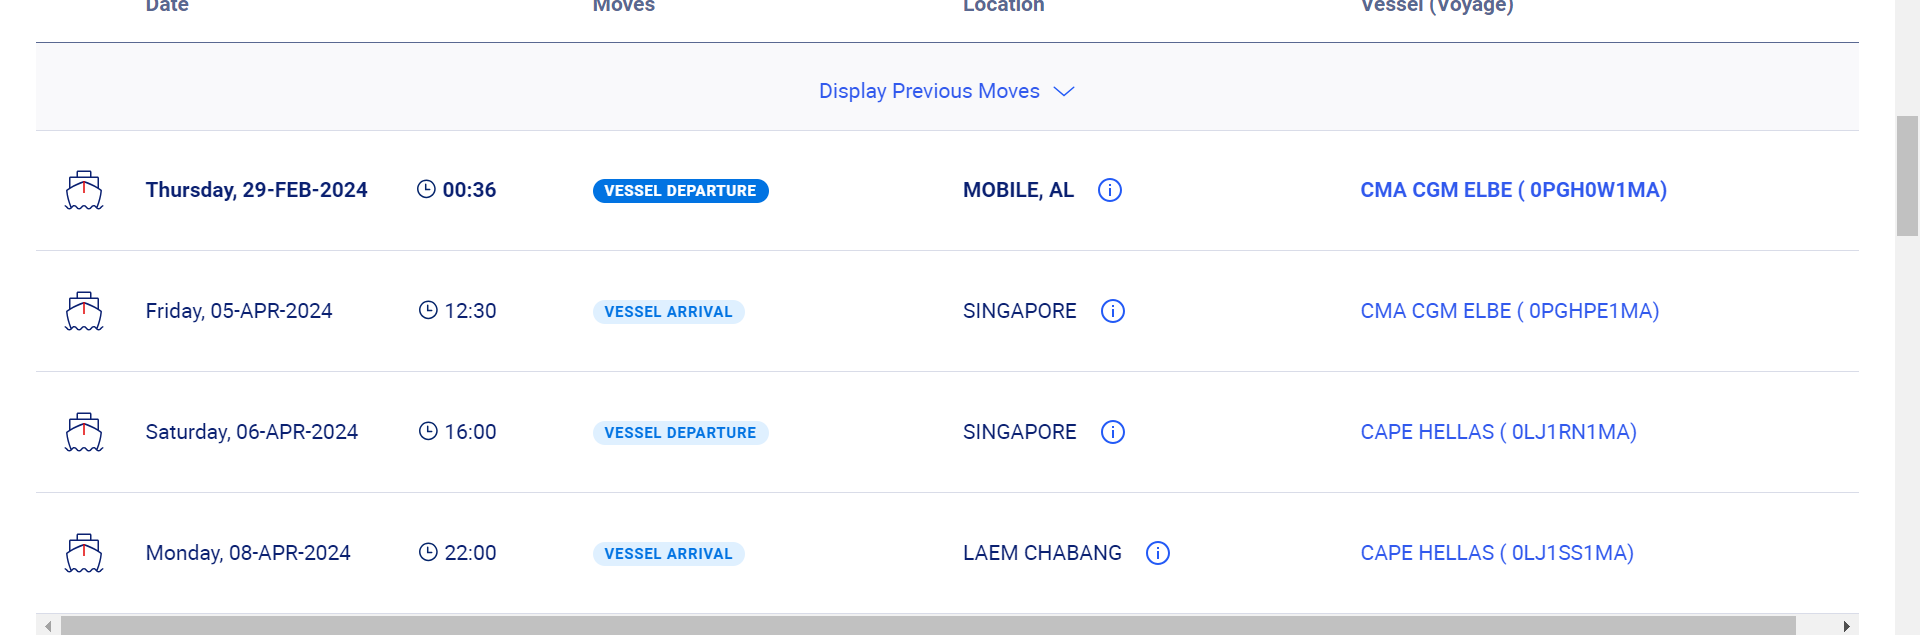 Date Moves Location Vessel (Voyage)
Display Previous Moves
Thursday, 29-FEB-2024 00:36 VESSEL DEPARTURE MOBILE, AL CMA CGM ELBE ( 0PGH0W1MA)
Friday, 05-APR-2024 12:30 VESSEL ARRIVAL SINGAPORE CMA CGM ELBE ( 0PGHPE1MA)
Saturday, 06-APR-2024 16:00 VESSEL DEPARTURE SINGAPORE CAPE HELLAS ( 0LJ1RN1MA)
Monday, 08-APR-2024 22:00 VESSEL ARRIVAL LAEM CHABANG CAPE HELLAS ( 0LJ1SS1MA)